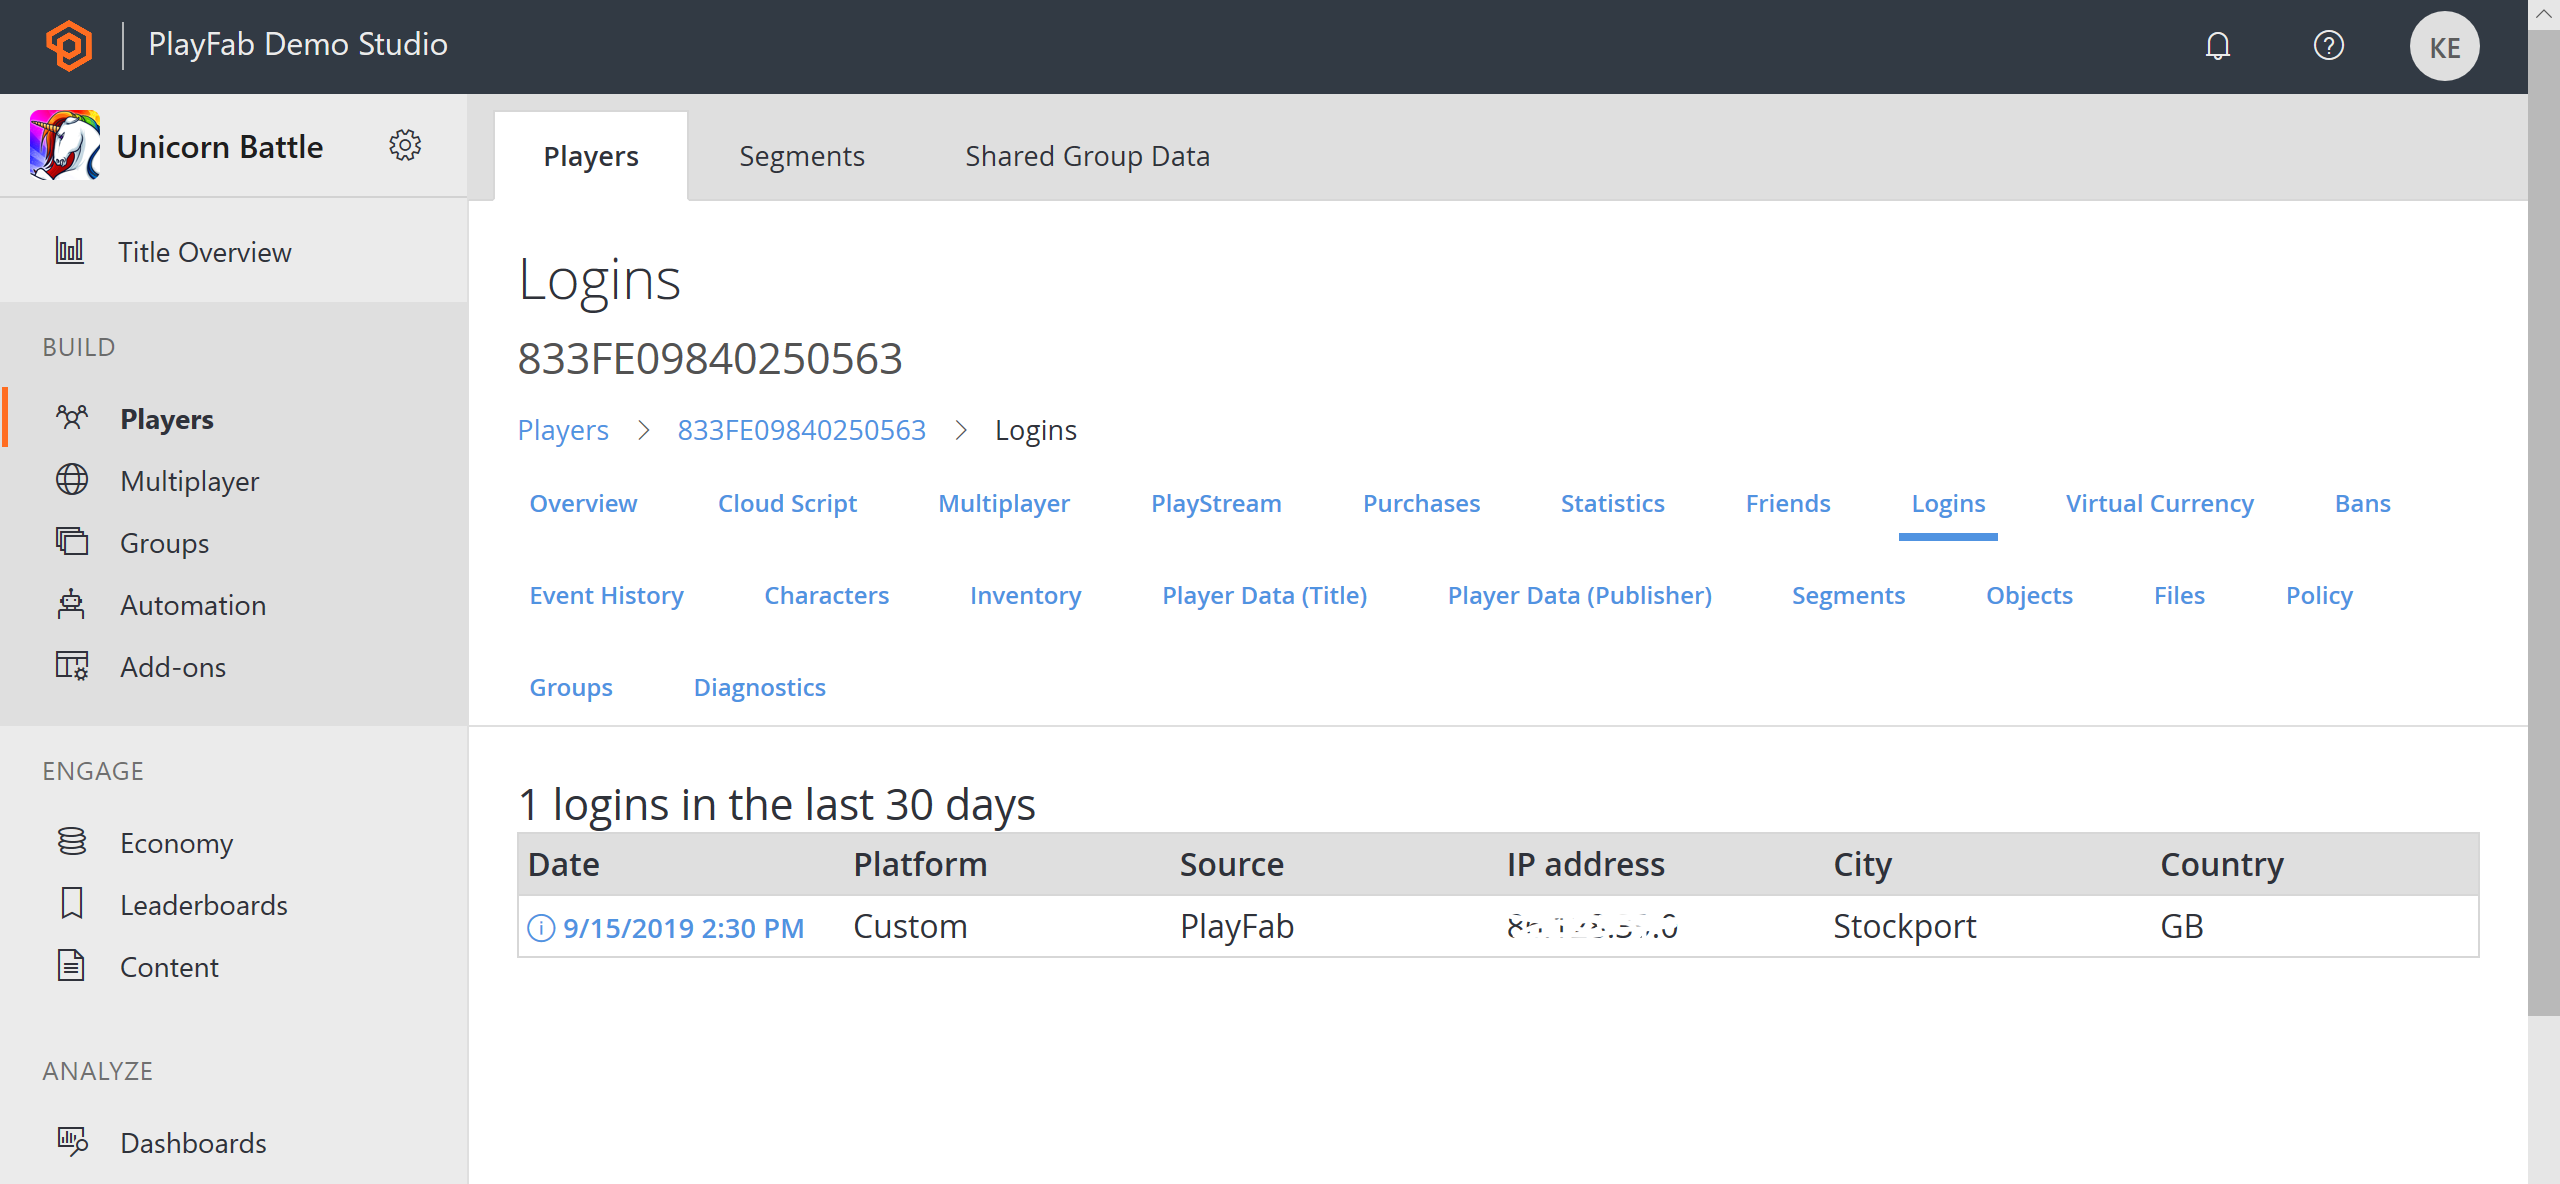 PlayFab Demo Studio
KE
Unicorn Battle
Title Overview
BUILD
Players
Multiplayer
Groups
Automation
Add-ons
ENGAGE
Economy
Leaderboards
Content
ANALYZE
Dashboards
Players Segments Shared Group Data
Logins
833FE09840250563
Players > 833FE09840250563 > Logins
Overview Cloud Script Multiplayer PlayStream Purchases Statistics Friends Logins Virtual Currency Bans
Event History Characters Inventory Player Data (Title) Player Data (Publisher) Segments Objects Files Policy
Groups Diagnostics
1 logins in the last 30 days
Date Platform Source IP address City Country
9/15/2019 2:30 PM Custom PlayFab Stockport GB